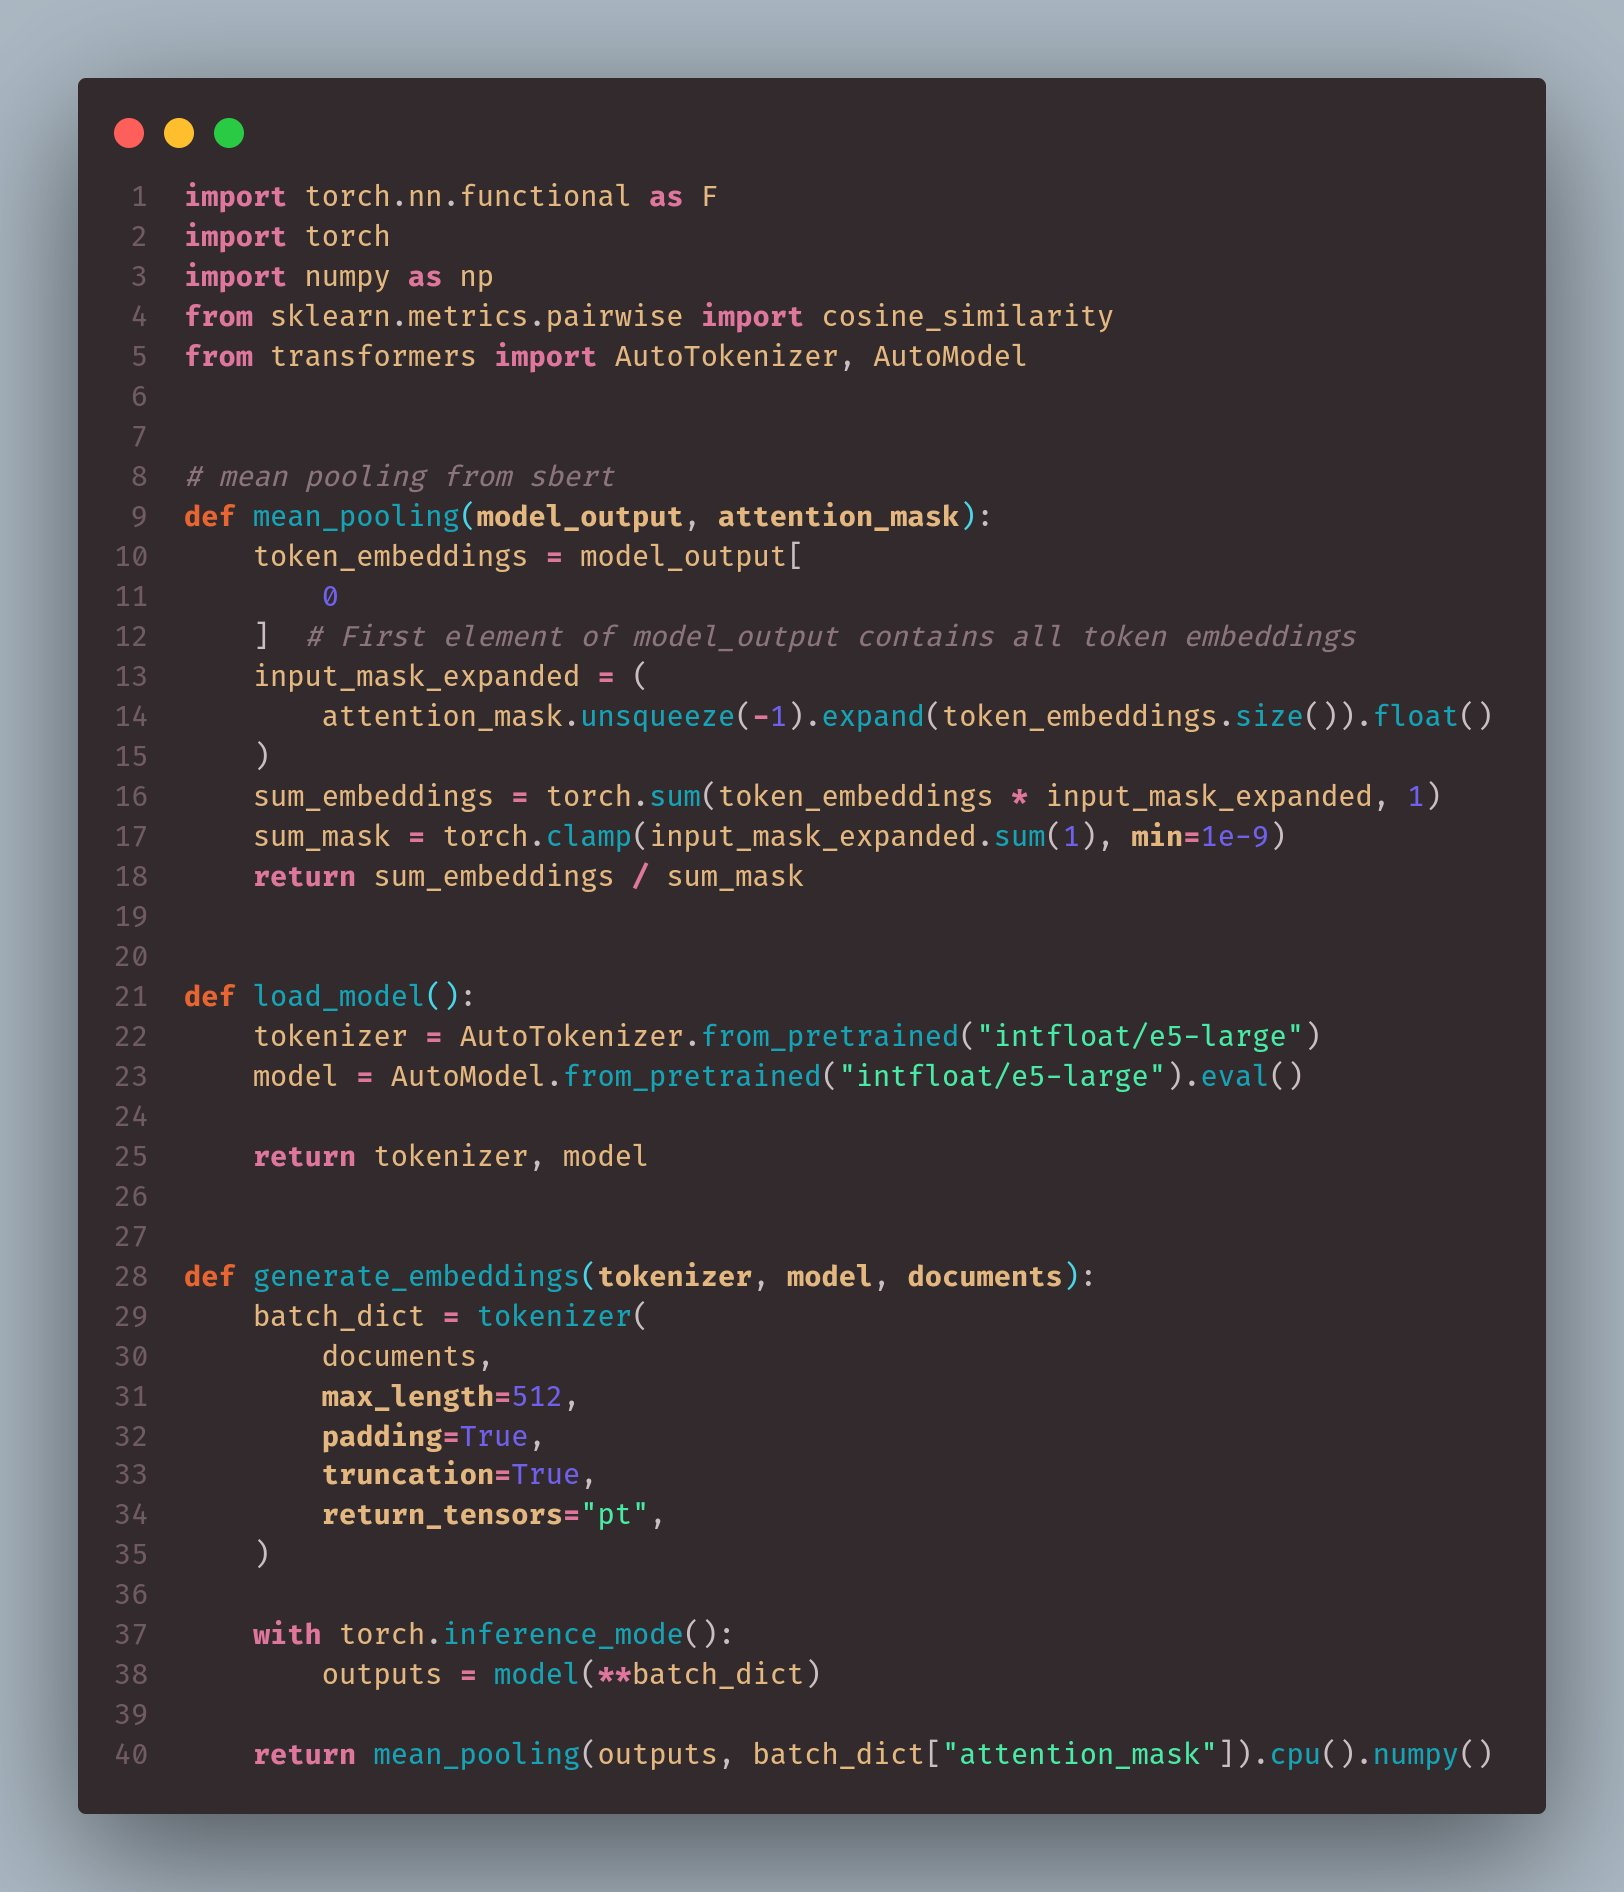 1 import torch.nn.functional as F
2 import torch
3 import numpy as np
4 from sklearn.metrics.pairwise import cosine_similarity
5 from transformers import AutoTokenizer, AutoModel
6
7
8 # mean pooling from sbert
9 def mean_pooling(model_output, attention_mask):
10     token_embeddings = model_output[
11         0
12     ]  # First element of model_output contains all token embeddings
13     input_mask_expanded = (
14         attention_mask.unsqueeze(-1).expand(token_embeddings.size()).float()
15     )
16     sum_embeddings = torch.sum(token_embeddings * input_mask_expanded, 1)
17     sum_mask = torch.clamp(input_mask_expanded.sum(1), min=1e-9)
18     return sum_embeddings / sum_mask
19
20
21 def load_model():
22     tokenizer = AutoTokenizer.from_pretrained("intfloat/e5-large")
23     model = AutoModel.from_pretrained("intfloat/e5-large").eval()
24
25     return tokenizer, model
26
27
28 def generate_embeddings(tokenizer, model, documents):
29     batch_dict = tokenizer(
30         documents,
31         max_length=512,
32         padding=True,
33         truncation=True,
34         return_tensors="pt",
35     )
36
37     with torch.inference_mode():
38         outputs = model(**batch_dict)
39
40     return mean_pooling(outputs, batch_dict["attention_mask"]).cpu().numpy()